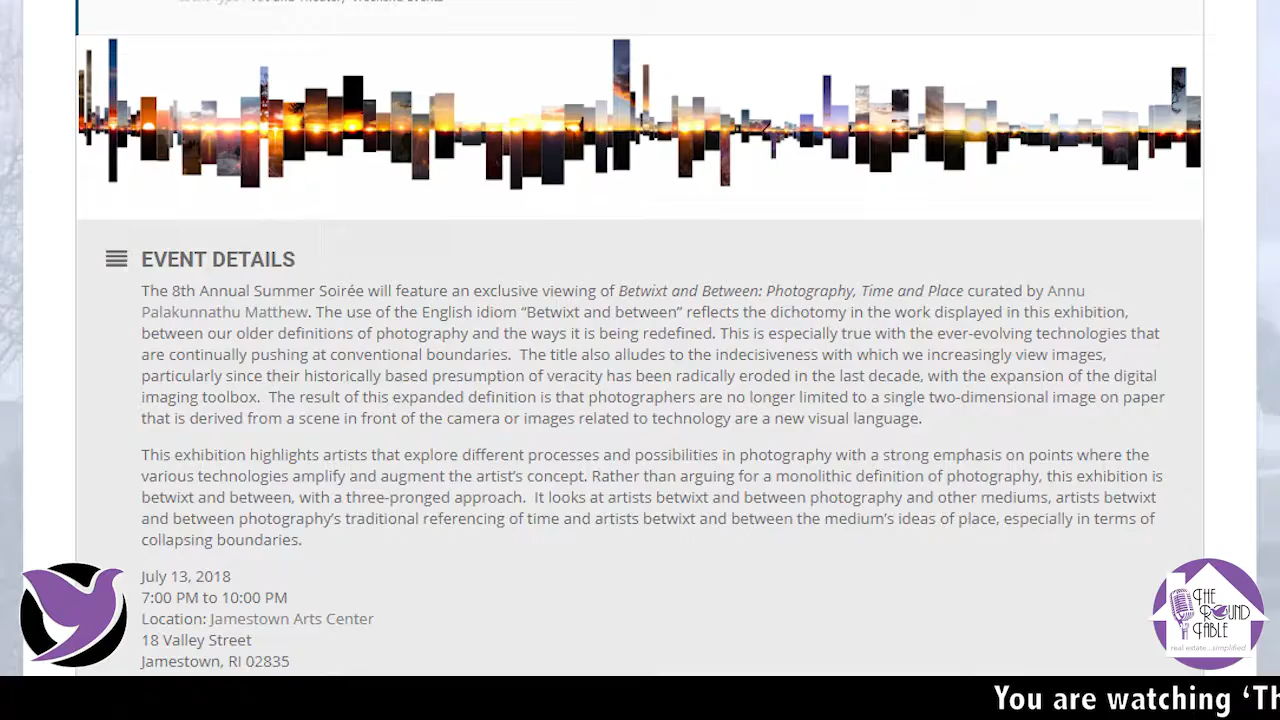 EVENT DETAILS
The 8th Annual Summer Soirée will feature an exclusive viewing of Betwixt and Between: Photography, Time and Place curated by Annu
Palakunnathu Matthew. The use of the English idiom “Betwixt and between” reflects the dichotomy in the work displayed in this exhibition,
between our older definitions of photography and the ways it is being redefined. This is especially true with the ever-evolving technologies that
are continually pushing at conventional boundaries. The title also alludes to the indecisiveness with which we increasingly view images,
particularly since their historically based presumption of veracity has been radically eroded in the last decade, with the expansion of the digital
imaging toolbox. The result of this expanded definition is that photographers are no longer limited to a single two-dimensional image on paper
that is derived from a scene in front of the camera or images related to technology are a new visual language.
This exhibition highlights artists that explore different processes and possibilities in photography with a strong emphasis on points where the
various technologies amplify and augment the artist’s concept. Rather than arguing for a monolithic definition of photography, this exhibition is
betwixt and between, with a three-pronged approach. It looks at artists betwixt and between photography and other mediums, artists betwixt
and between photography’s traditional referencing of time and artists betwixt and between the medium’s ideas of place, especially in terms of
collapsing boundaries.
July 13, 2018
7:00 PM to 10:00 PM
Location: Jamestown Arts Center
18 Valley Street
Jamestown, RI 02835
THE
ROUND
TABLE
real estate...simplified
You are watching ‘Th